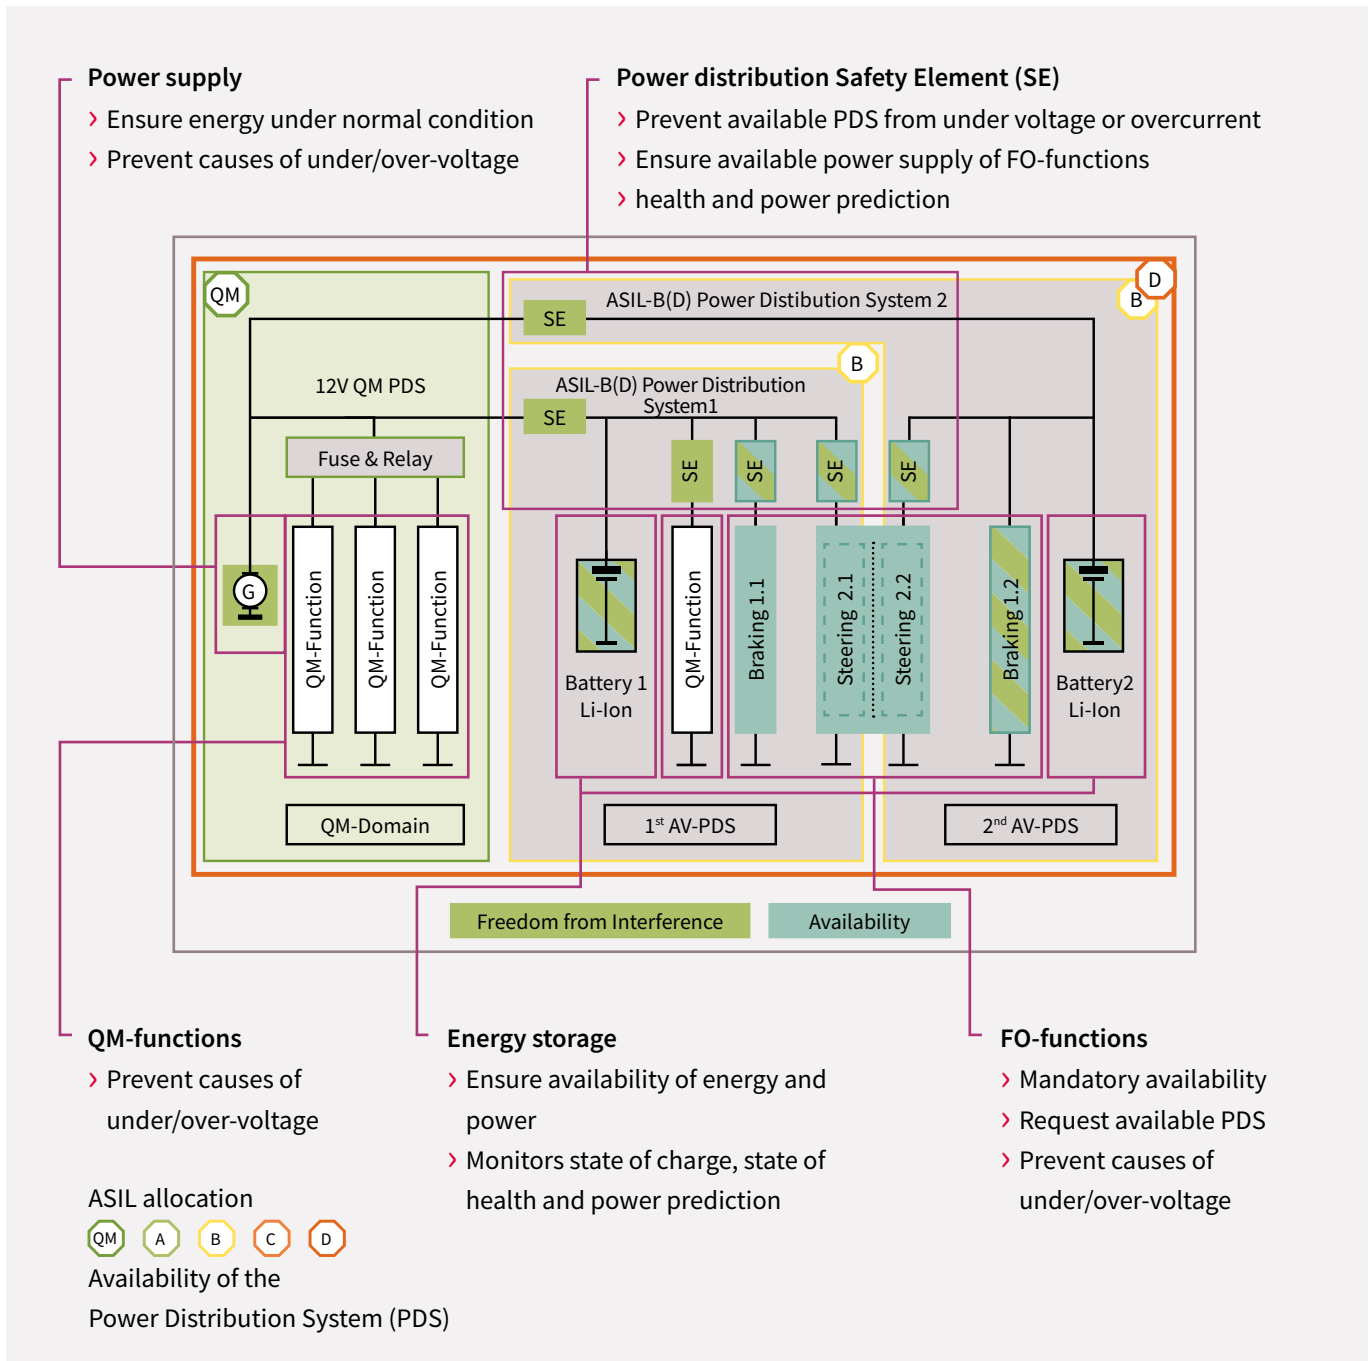 Power supply
› Ensure energy under normal condition
› Prevent causes of under/over-voltage
Power distribution Safety Element (SE)
› Prevent available PDS from under voltage or overcurrent
› Ensure available power supply of FO-functions
› health and power prediction
QM
D
B
SE
ASIL-B(D) Power Distibution System 2
B
12V QM PDS
ASIL-B(D) Power Distribution
System1
SE
Fuse & Relay
SE
SE
SE
SE
G
QM-Function
QM-Function
QM-Function
Battery 1
Li-Ion
QM-Function
Braking 1.1
Steering 2.1
Steering 2.2
Braking 1.2
Battery2
Li-Ion
QM-Domain
1st AV-PDS
2nd AV-PDS
Freedom from Interference
Availability
QM-functions
› Prevent causes of
under/over-voltage
Energy storage
› Ensure availability of energy and
power
› Monitors state of charge, state of
health and power prediction
FO-functions
› Mandatory availability
› Request available PDS
› Prevent causes of
under/over-voltage
ASIL allocation
QM A B C D
Availability of the
Power Distribution System (PDS)